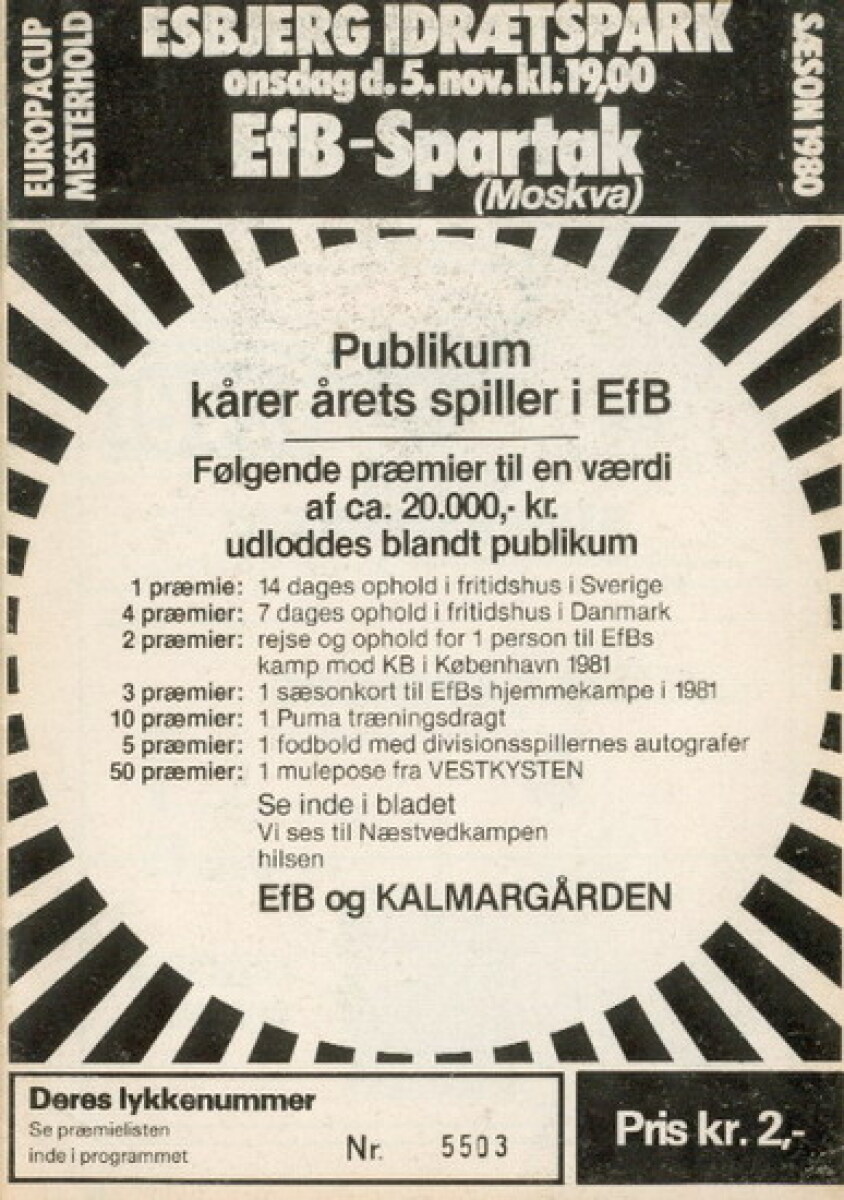 EUROPACUP
MESTERHOLD
ESBJERG IDRÆTSPARK
onsdag d. 5. nov. kl. 19,00
EfB-Spartak
(Moskva)
SÆSON 1980
Publikum
kårer årets spiller i EfB
Følgende præmier til en værdi
af ca. 20.000,- kr.
udloddes blandt publikum
1 præmie: 14 dages ophold i fritidshus i Sverige
4 præmier: 7 dages ophold i fritidshus i Danmark
2 præmier: rejse og ophold for 1 person til EfBs
kamp mod KB i København 1981
3 præmier: 1 sæsonkort til EfBs hjemmekampe i 1981
10 præmier: 1 Puma træningsdragt
5 præmier: 1 fodbold med divisionsspillernes autografer
50 præmier: 1 mulepose fra VESTKYSTEN
Se inde i bladet
Vi ses til Næstvedkampen
hilsen
EfB og KALMARGÅRDEN
Deres lykkenummer
Se præmielisten
inde i programmet
Nr. 5503
Pris kr. 2,-